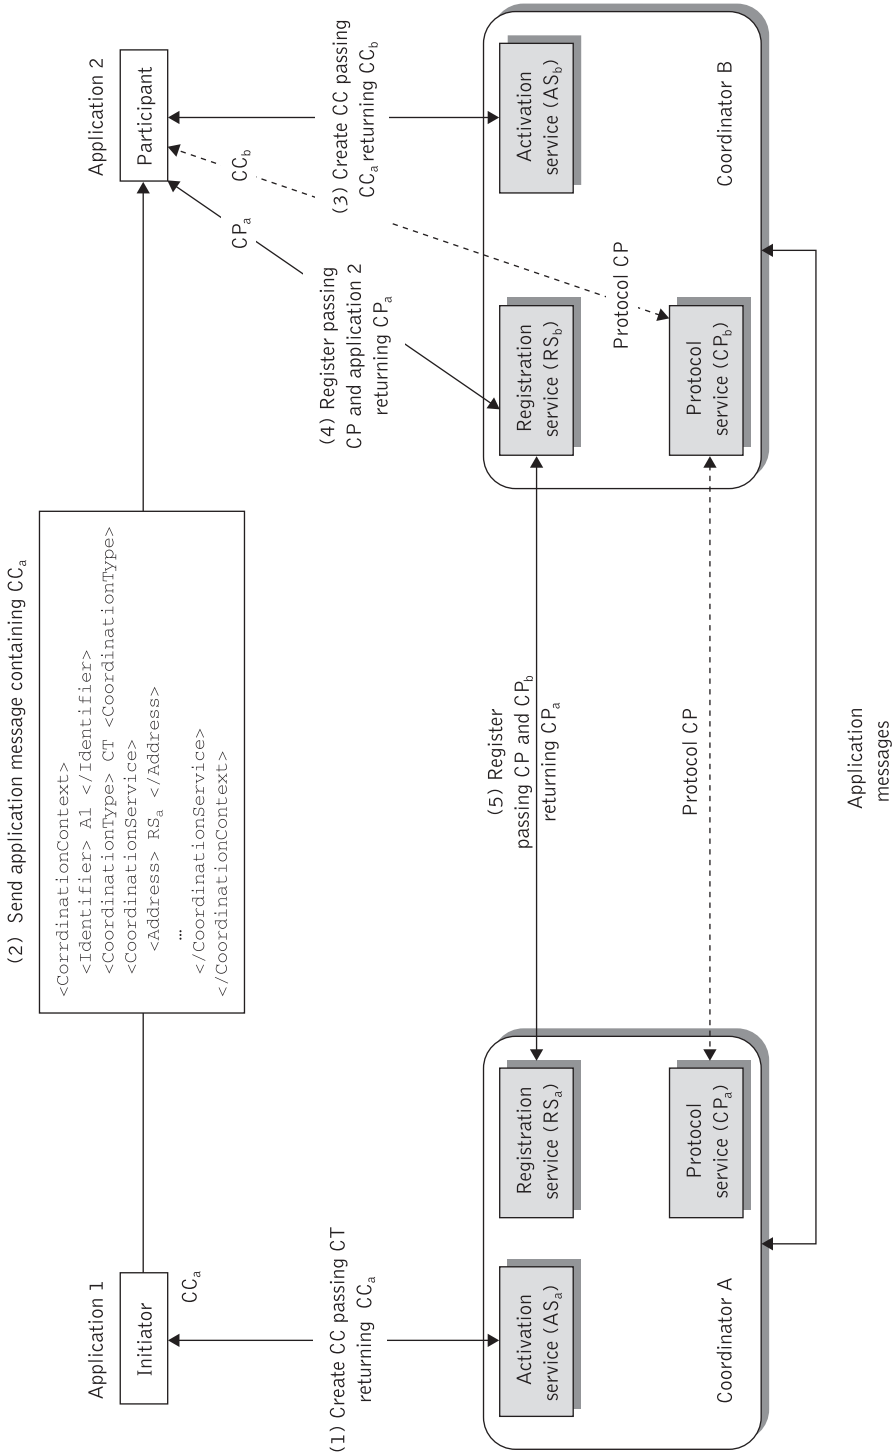 (2) Send application message containing CCa
<CorrdinationContext>
<Identifier> A1 </Identifier>
<CoordinationType> CT <CoordinationType>
<CoordinationService>
<Address> RSa </Address>
...
</CoordinationService>
</CoordinationContext>
Application 1
Initiator
CCa
Application 2
Participant
CPa
CCb
(1) Create CC passing CT
returning CCa
(4) Register passing
CP and application 2
returning CPa
(3) Create CC passing
CCa returning CCb
Activation
service (ASa)
Registration
service (RSa)
(5) Register
passing CP and CPb
returning CPa
Registration
service (RSb)
Activation
service (ASb)
Protocol CP
Coordinator A
Protocol
service (CPa)
Protocol CP
Protocol
service (CPb)
Coordinator B
Application
messages